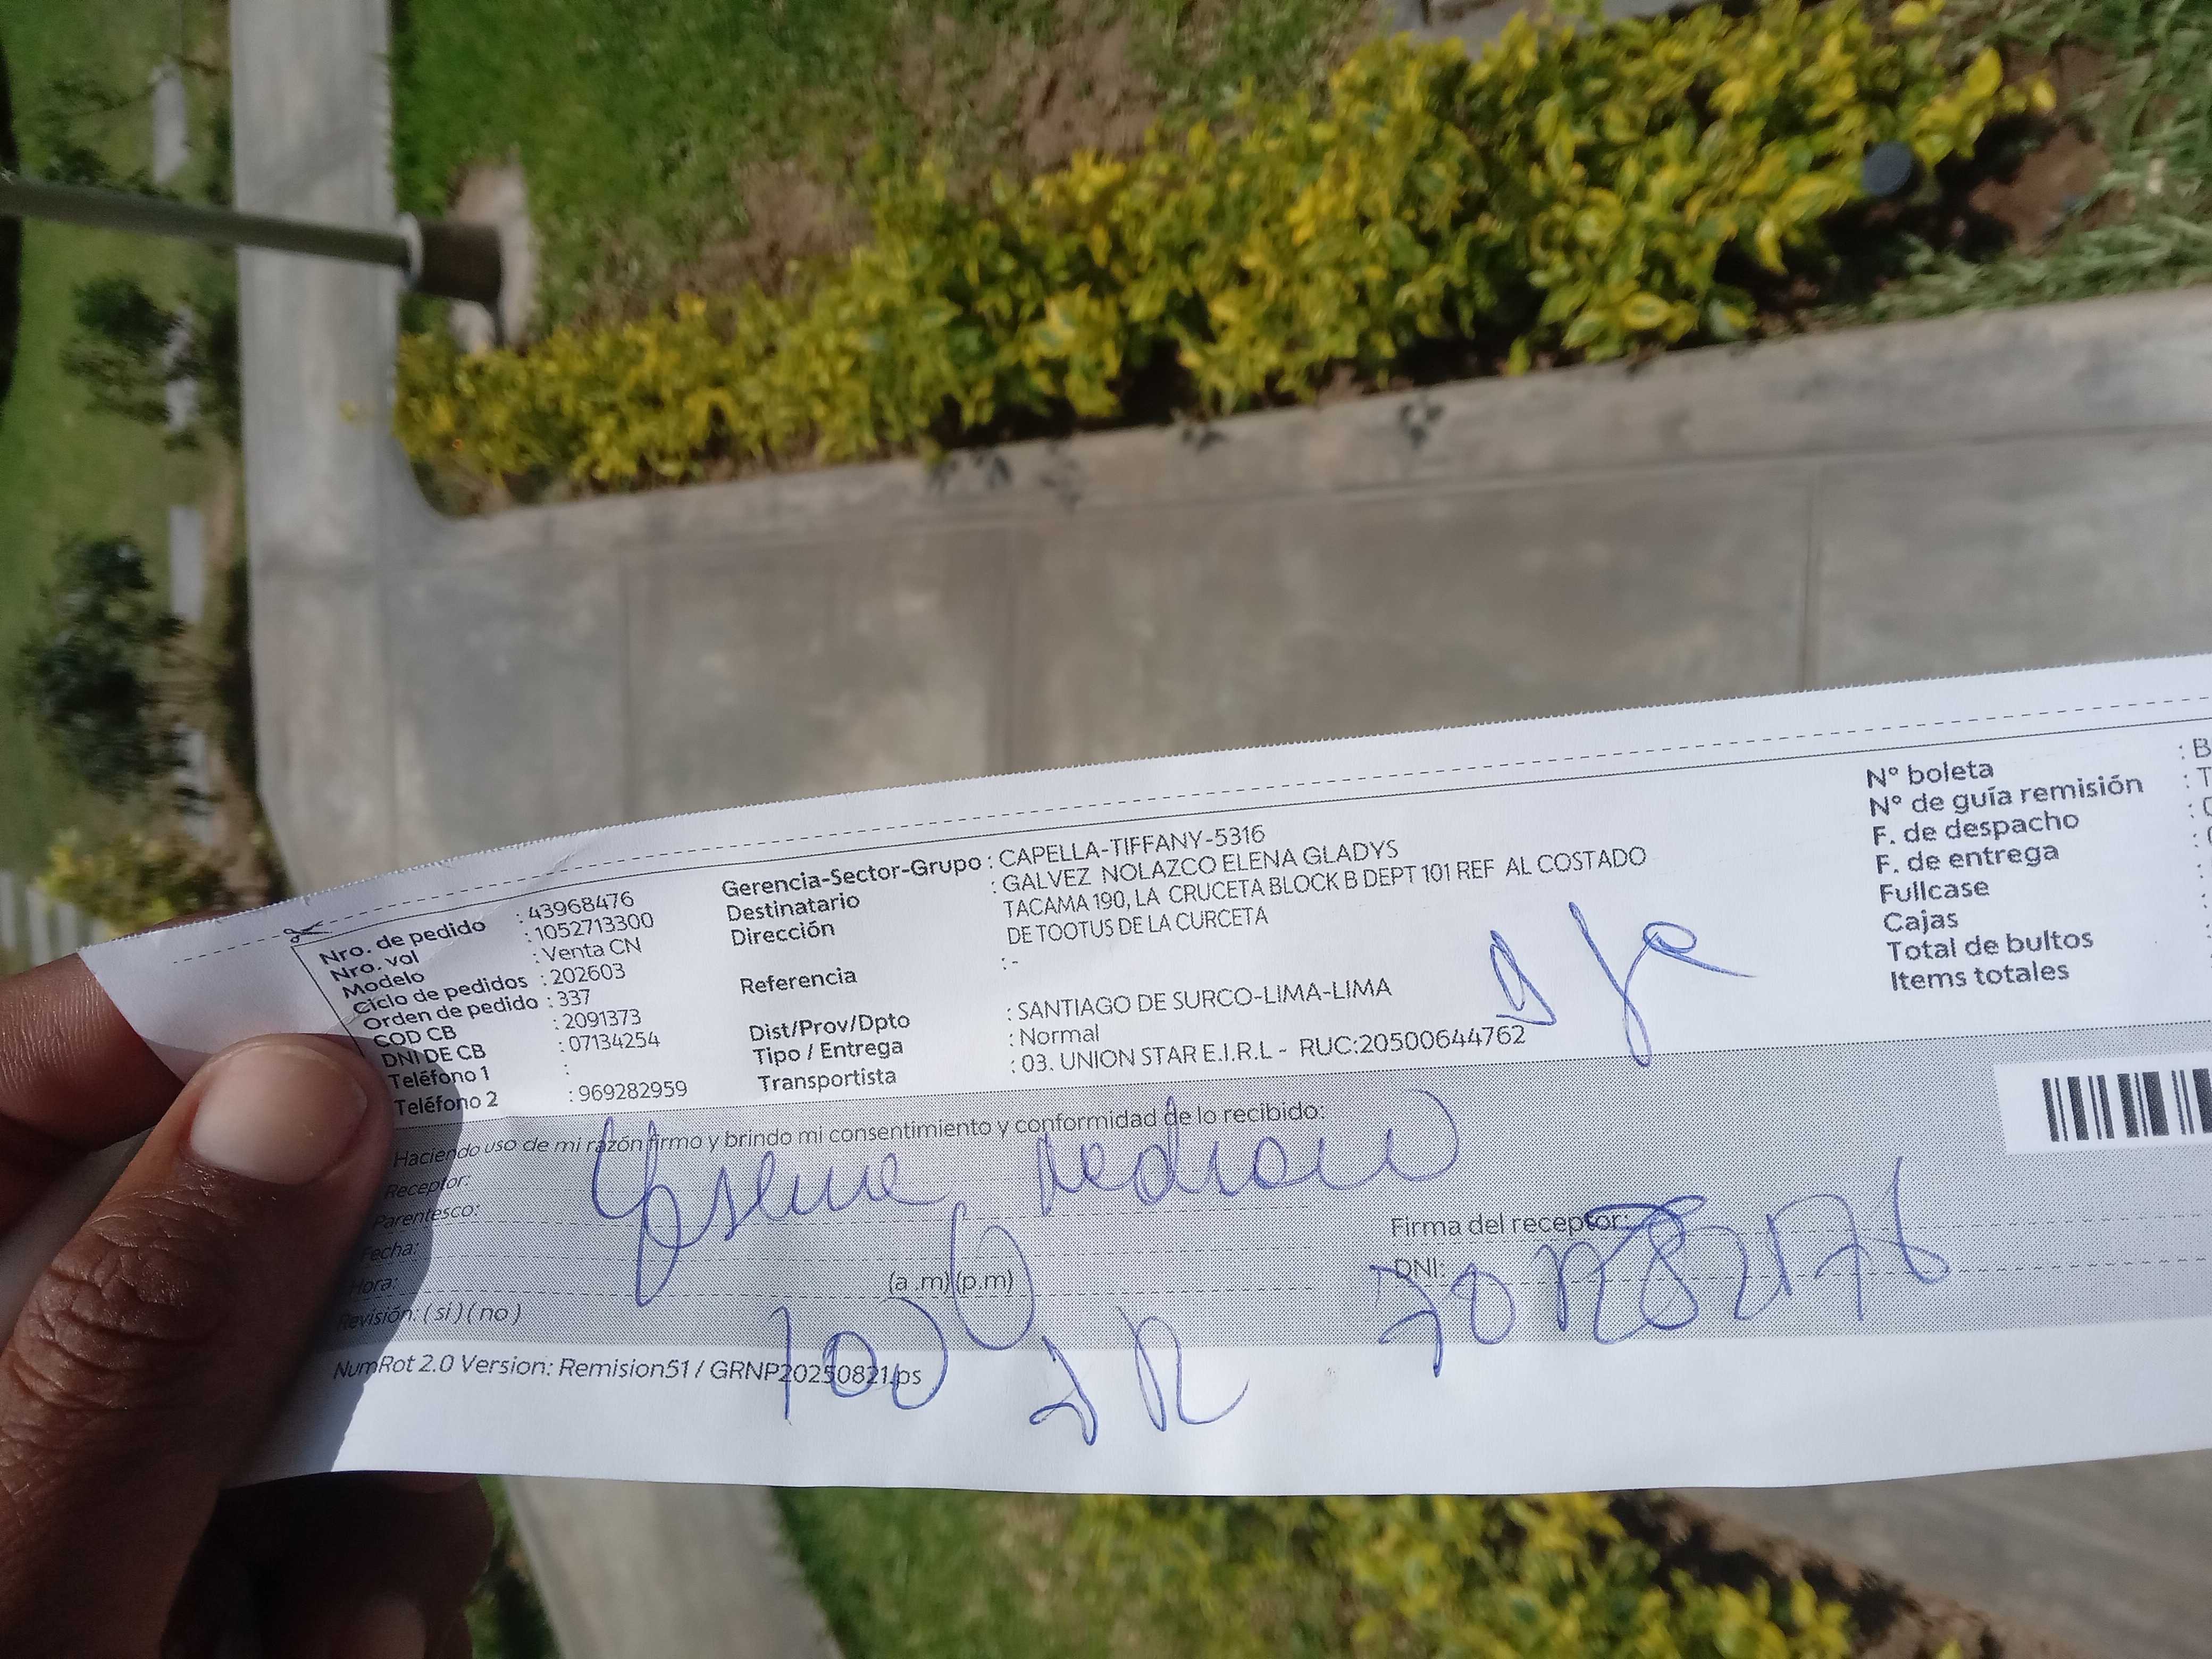 Nro. de pedido : 43968476
Nro. vol : 1052713300
Modelo : Venta CN
Ciclo de pedidos : 202603
Orden de pedido : 337
COD CB : 2091373
DNI DE CB : 07134254
Teléfono 1 :
Teléfono 2 : 969282959
Gerencia-Sector-Grupo : CAPELLA-TIFFANY-5316
Destinatario : GALVEZ NOLAZCO ELENA GLADYS
Dirección TACAMA 190, LA CRUCETA BLOCK B DEPT 101 REF AL COSTADO
DE TOOTUS DE LA CURCETA
Referencia : -
Dist/Prov/Dpto : SANTIAGO DE SURCO-LIMA-LIMA
Tipo / Entrega : Normal
Transportista : 03. UNION STAR E.I.R.L - RUC:20500644762
N° boleta : B
N° de guía remisión : T
F. de despacho
F. de entrega
Fullcase
Cajas
Total de bultos
Items totales
Haciendo uso de mi razón firmo y brindo mi consentimiento y conformidad de lo recibido:
Receptor:
Parentesco:
Fecha:
Hora: (a.m)(p.m)
Revisión: (si)(no)
Firma del receptor:
DNI:
NumRot 2.0 Version: Remision51 / GRNP20250821.ps